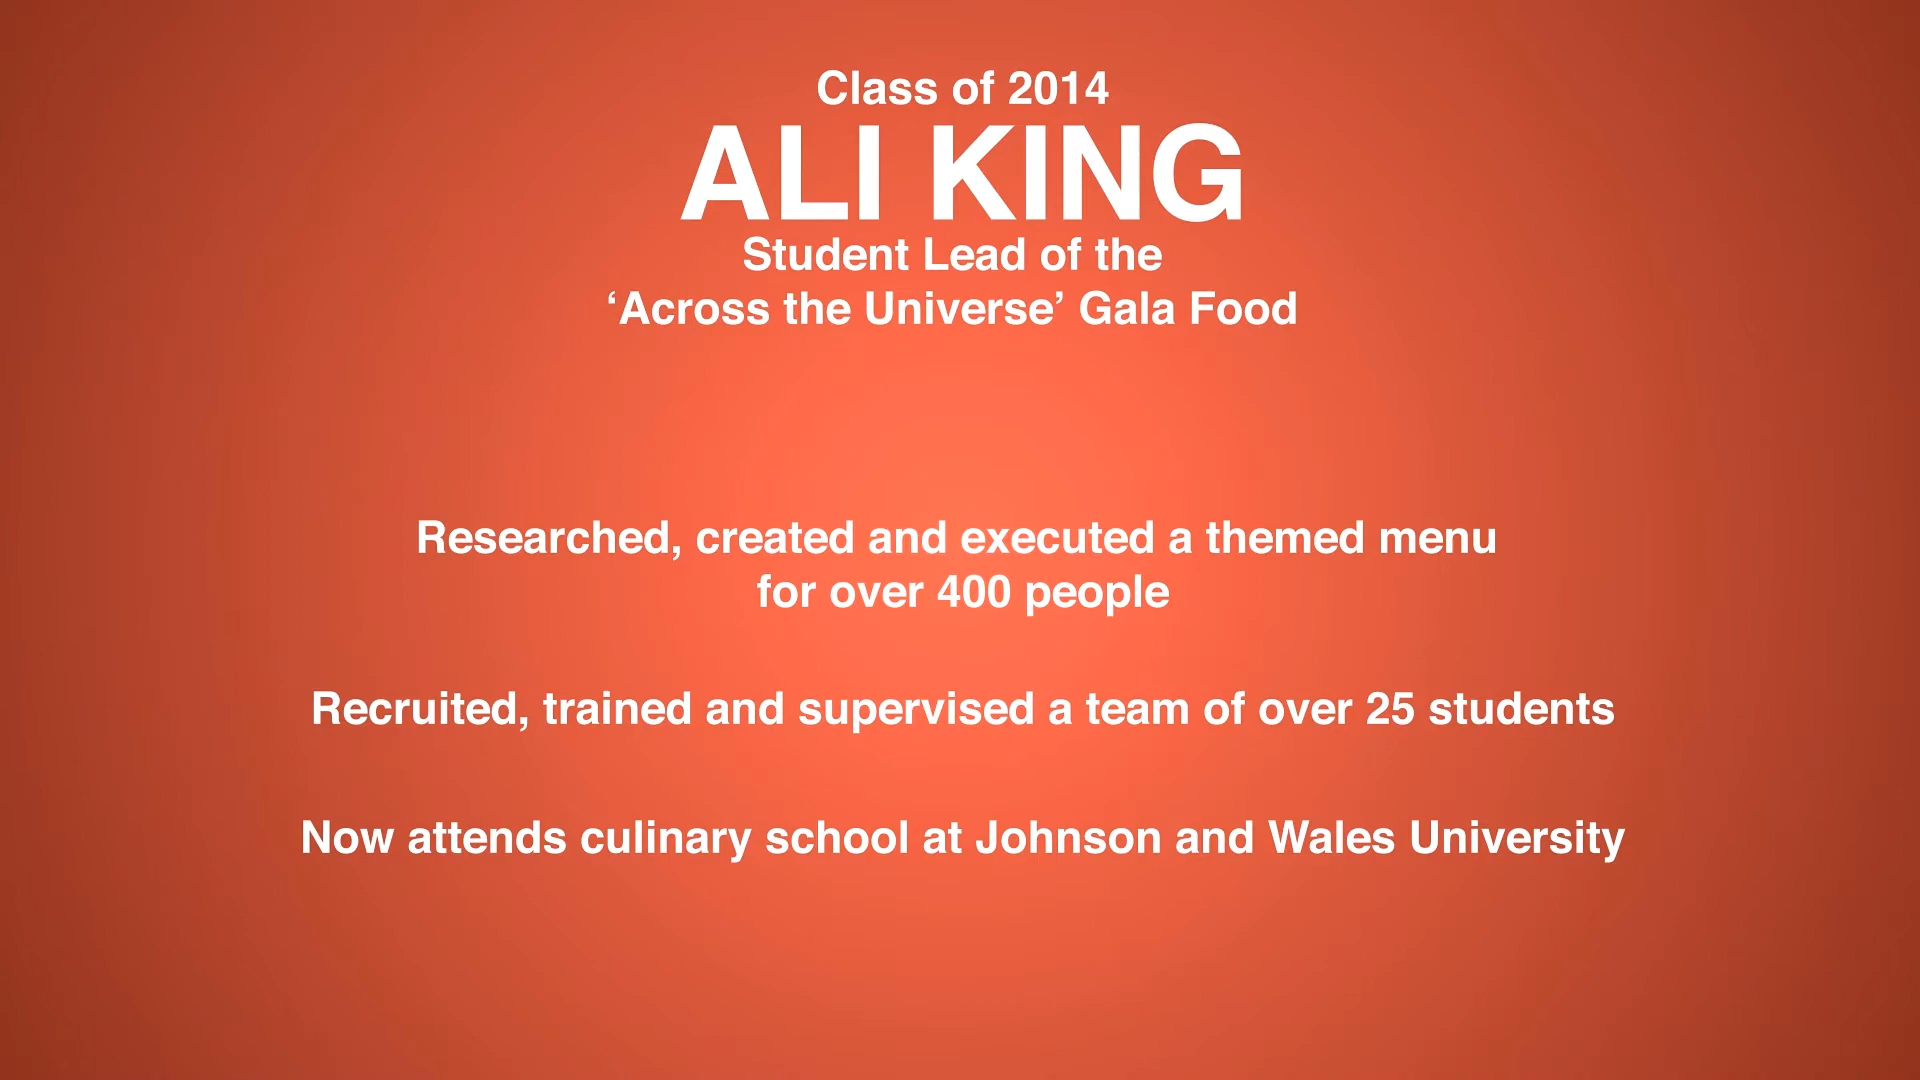 Class of 2014
ALI KING
Student Lead of the
‘Across the Universe’ Gala Food
Researched, created and executed a themed menu
for over 400 people
Recruited, trained and supervised a team of over 25 students
Now attends culinary school at Johnson and Wales University